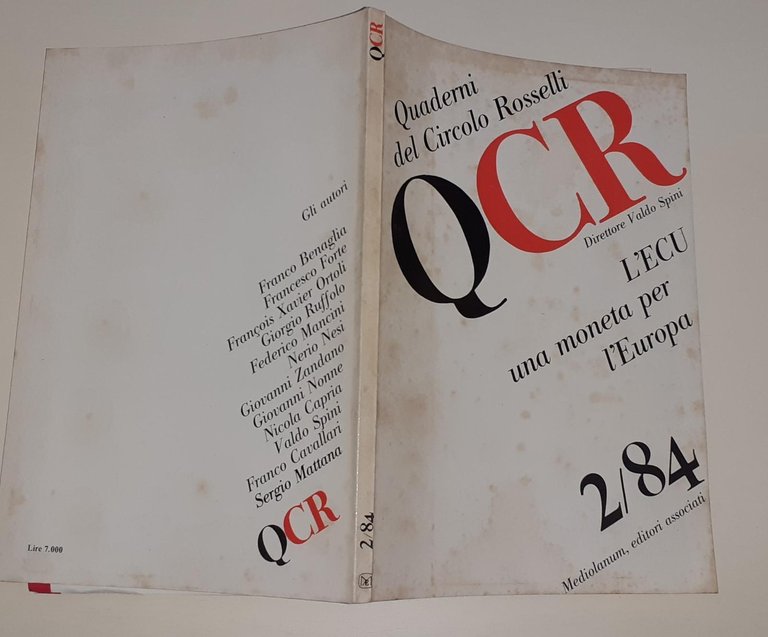 Quaderni
del Circolo Rosselli
QCR
Direttore Valdo Spini
L'ECU
una moneta per
l'Europa
2/84
Mediolanum, editori associati
QCR
2/84
Gli autori
Franco Benaglia
Francesco Forte
François Xavier Ortoli
Giorgio Ruffolo
Federico Mancini
Nerio Nesi
Giovanni Zandano
Giovanni Nonne
Nicola Capria
Valdo Spini
Franco Cavallari
Sergio Mattana
QCR
Lire 7.000